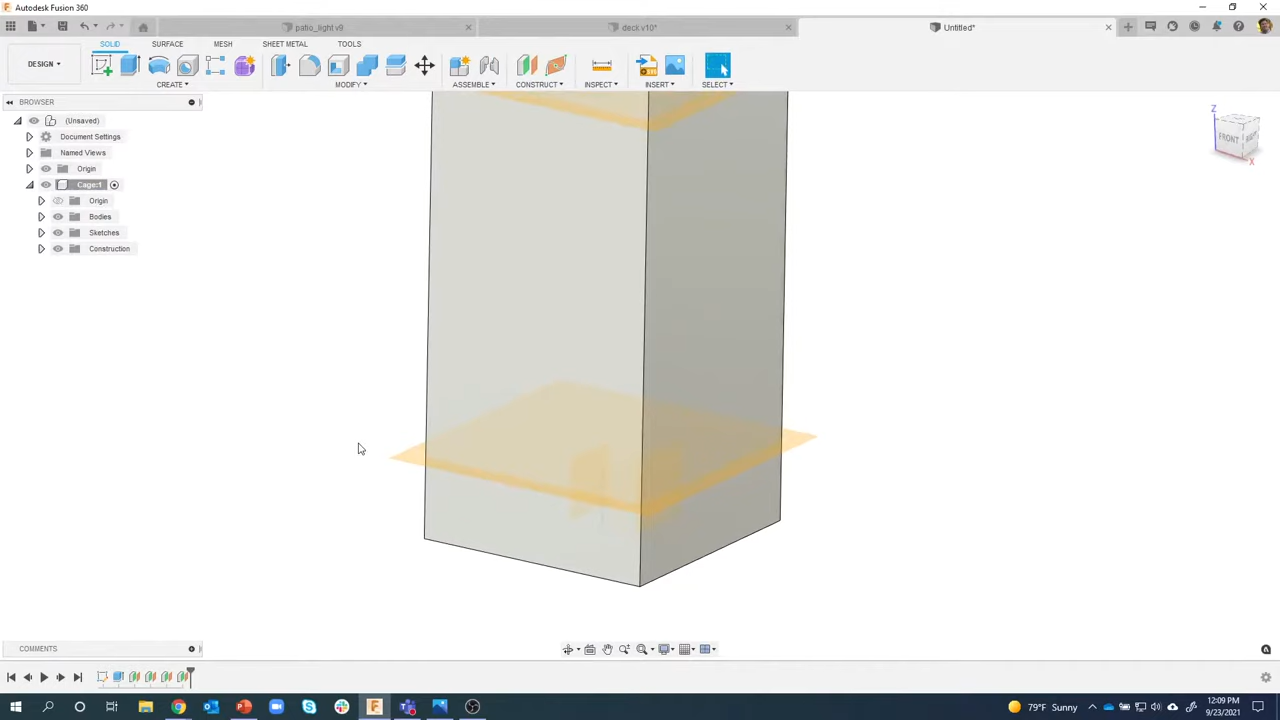 Autodesk Fusion 360
patio_light v9
deck v10*
Untitled*
SOLID SURFACE MESH SHEET METAL TOOLS
DESIGN
CREATE MODIFY ASSEMBLE CONSTRUCT INSPECT INSERT SELECT
BROWSER
(Unsaved)
Document Settings
Named Views
Origin
Cage:1
Origin
Bodies
Sketches
Construction
Z
FRONT
X
COMMENTS
79°F Sunny
12:09 PM
9/23/2021